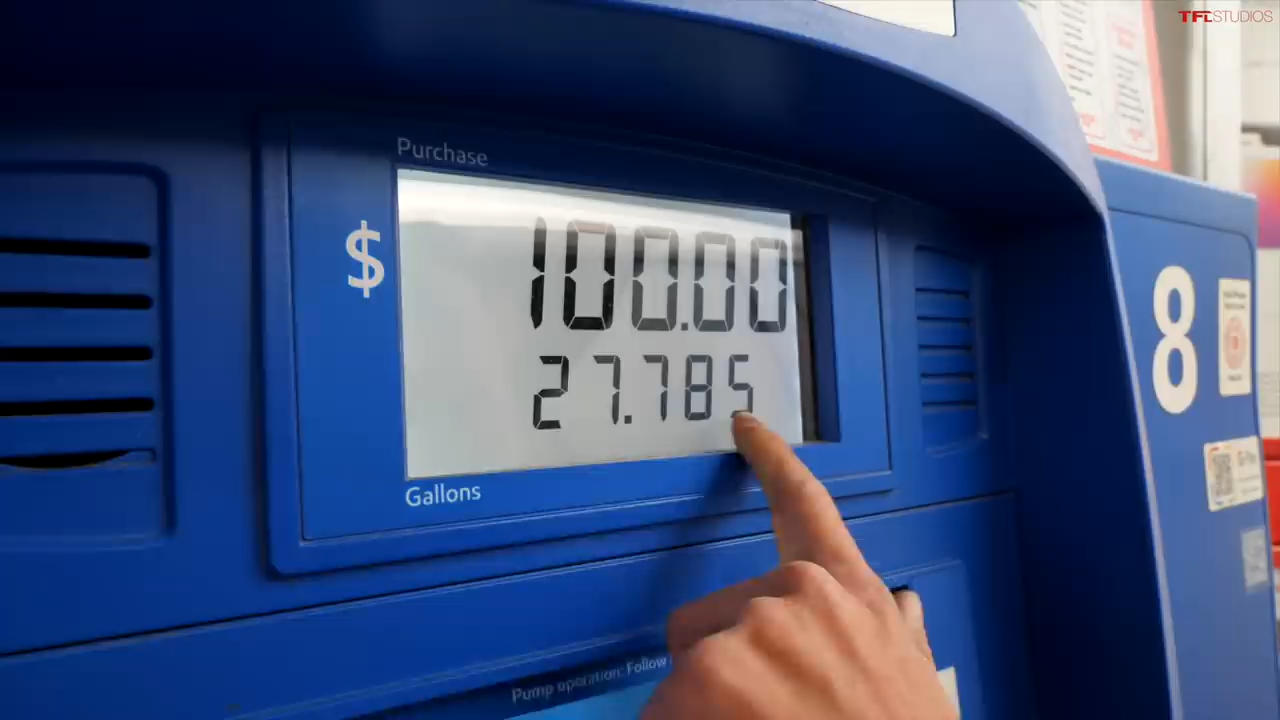 TFLSTUDIOS
Purchase
$
100.00
27.785
Gallons
8
Pump operation: Follow